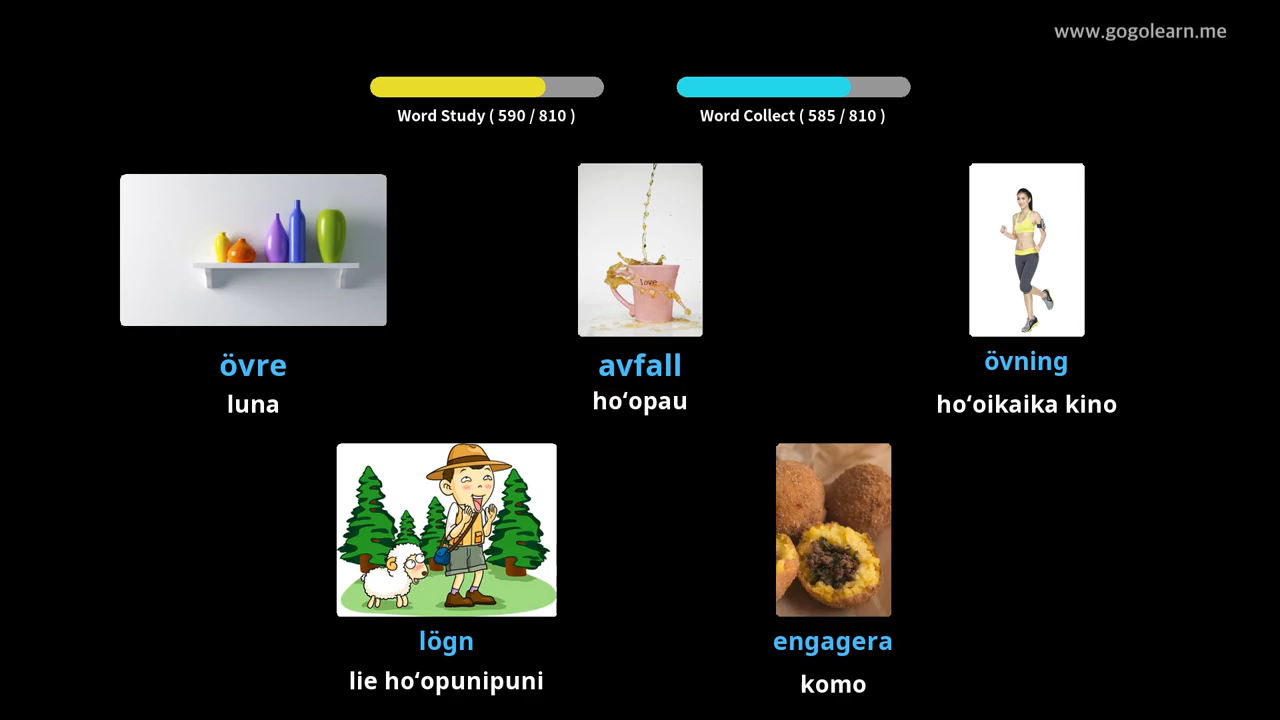 www.gogolearn.me
Word Study ( 590 / 810 )
Word Collect ( 585 / 810 )
love
övre
luna
avfall
hoʻopau
övning
hoʻoikaika kino
lögn
lie hoʻopunipuni
engagera
komo